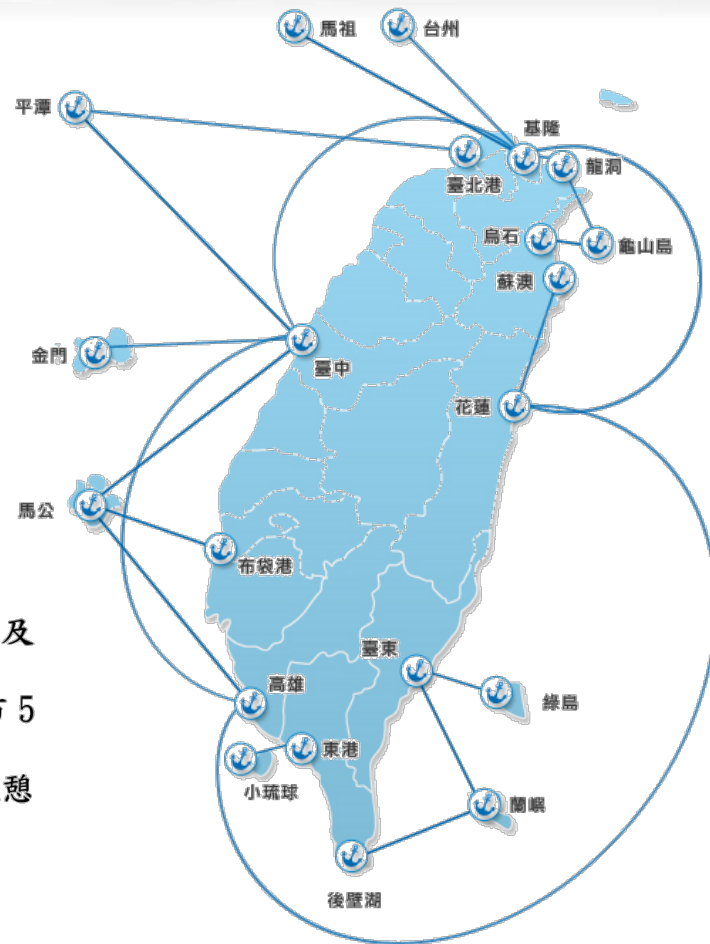 馬祖
台州
平潭
基隆
臺北港
龍洞
烏石
龜山島
蘇澳
金門
臺中
花蓮
馬公
布袋港
及
臺東
高雄
5
綠島
東港
憩
小琉球
蘭嶼
後壁湖